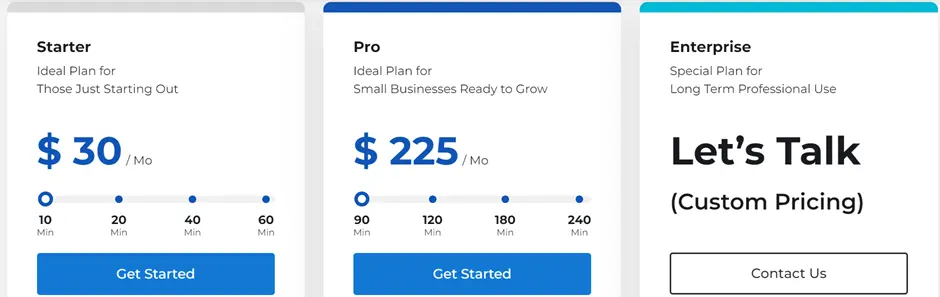 Starter
Ideal Plan for
Those Just Starting Out
$ 30 / Mo
10 20 40 60
Min Min Min Min
Get Started
Pro
Ideal Plan for
Small Businesses Ready to Grow
$ 225 / Mo
90 120 180 240
Min Min Min Min
Get Started
Enterprise
Special Plan for
Long Term Professional Use
Let’s Talk
(Custom Pricing)
Contact Us